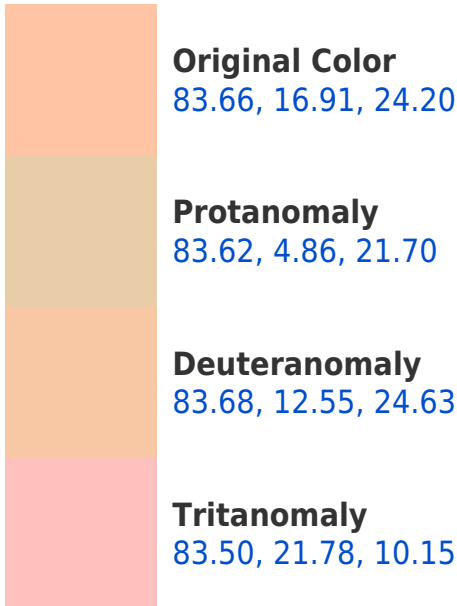 Original Color
83.66, 16.91, 24.20
Protanomaly
83.62, 4.86, 21.70
Deuteranomaly
83.68, 12.55, 24.63
Tritanomaly
83.50, 21.78, 10.15